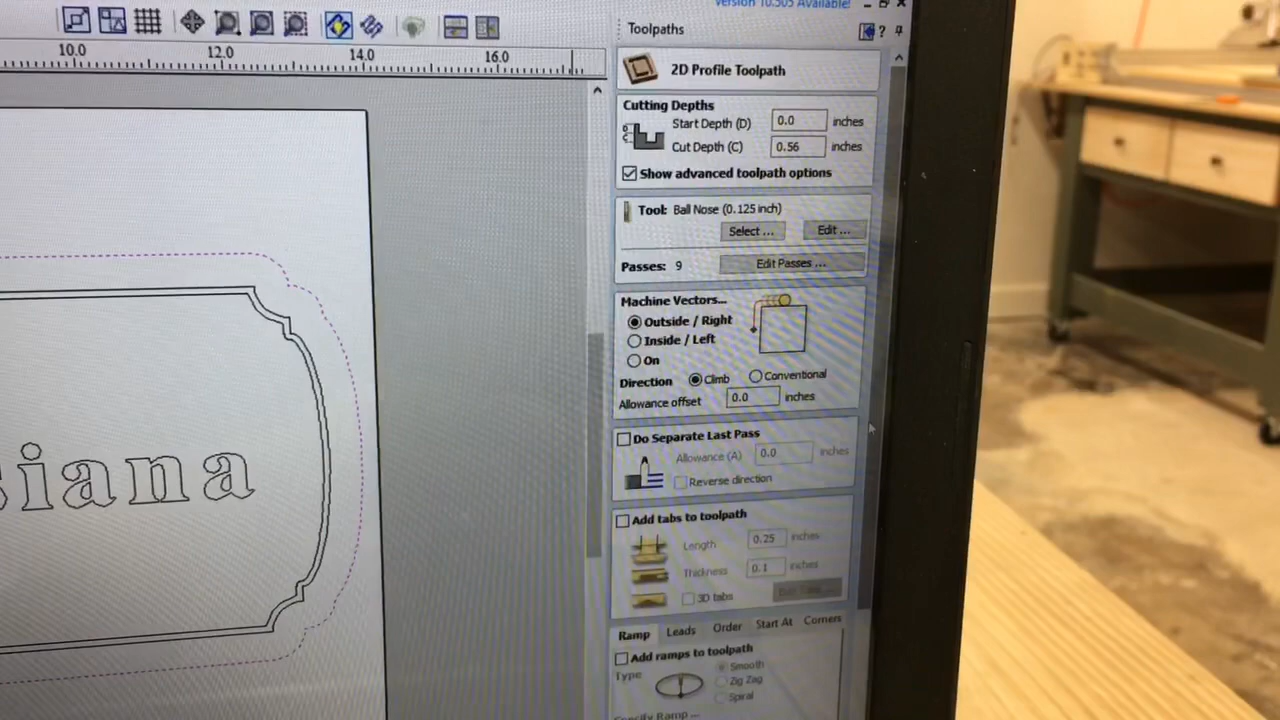 Version 10.505 Available!
Toolpaths
10.0 12.0 14.0 16.0
2D Profile Toolpath
Cutting Depths
Start Depth (D) 0.0 inches
Cut Depth (C) 0.56 inches
Show advanced toolpath options
Tool: Ball Nose (0.125 inch)
Select ... Edit ...
Passes: 9 Edit Passes ...
Machine Vectors...
Outside / Right
Inside / Left
On
Direction Climb Conventional
Allowance offset 0.0 inches
Do Separate Last Pass
Allowance (A) 0.0 inches
Reverse direction
siana
Add tabs to toolpath
Length 0.25 inches
Thickness 0.1 inches
3D tabs
Ramp Leads Order Start At Corners
Add ramps to toolpath
Type Smooth
Zig Zag
Spiral
Specify Ramp ...